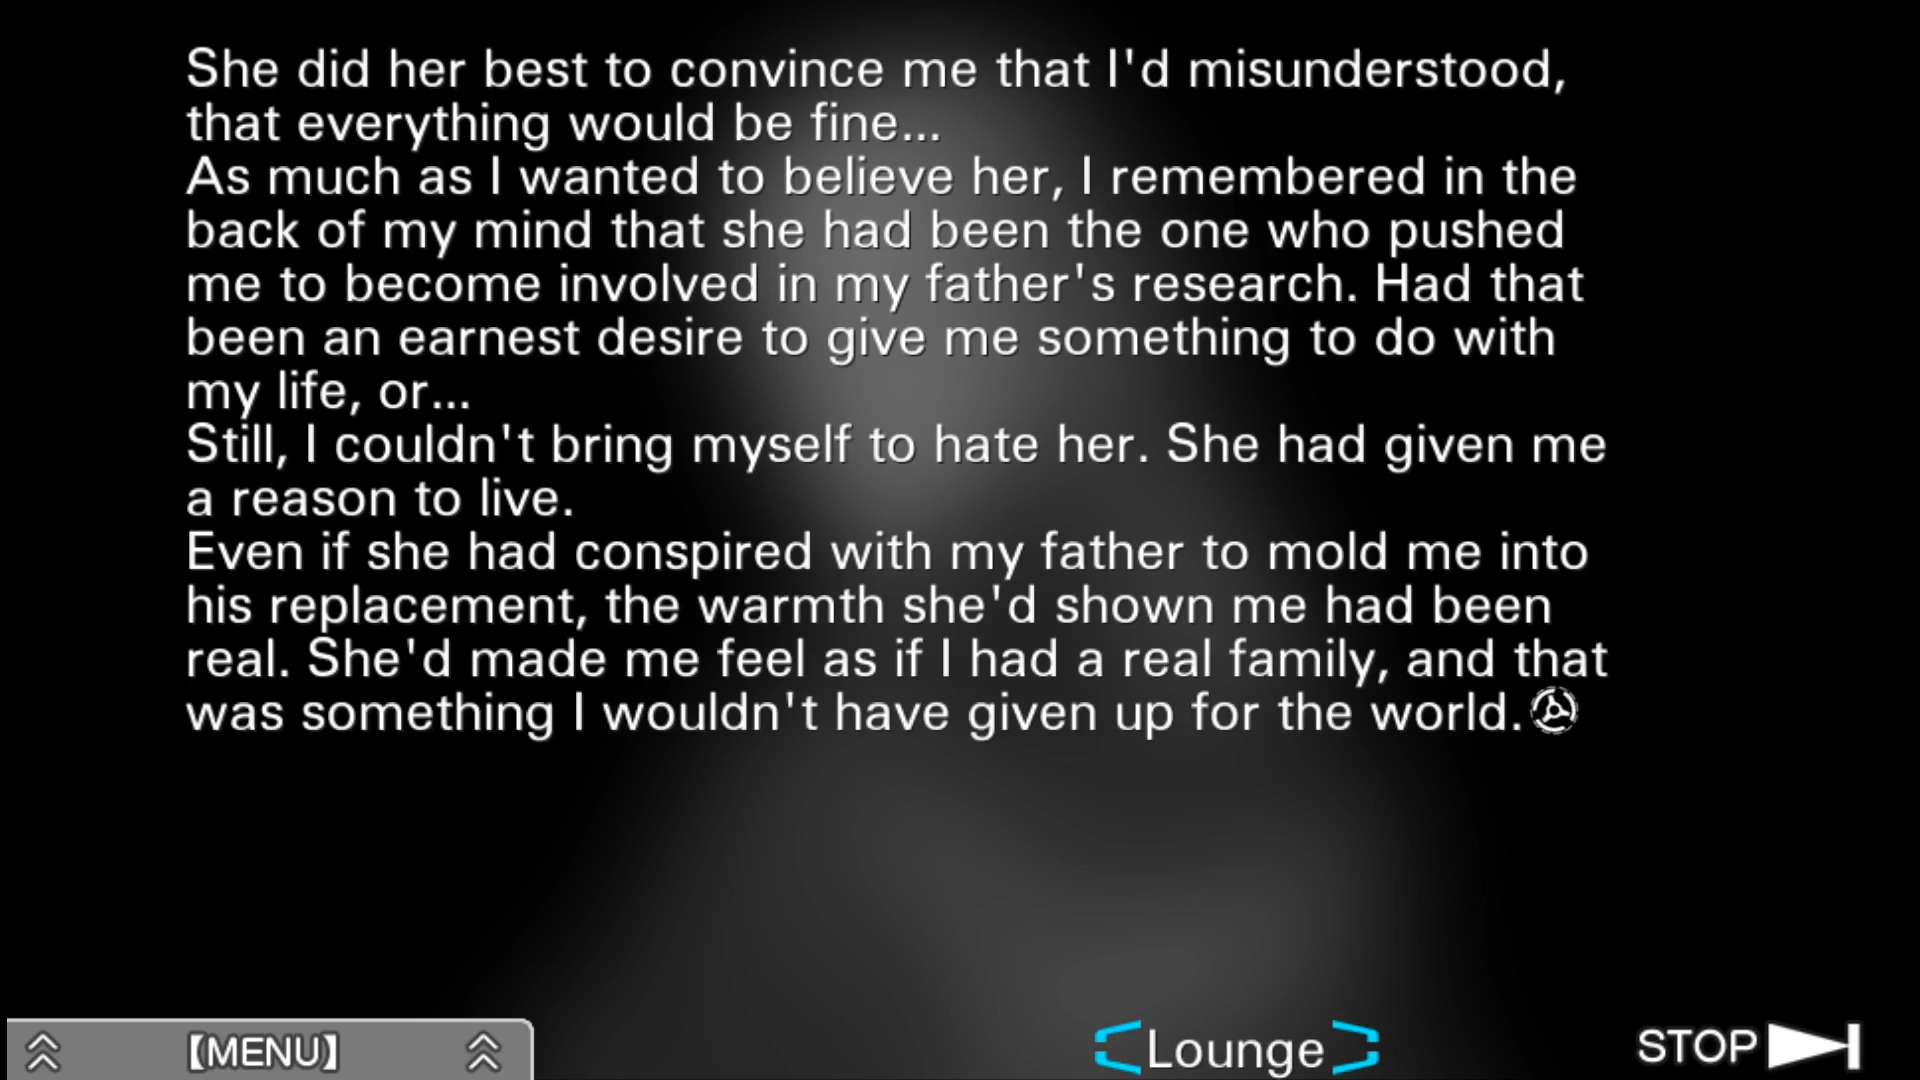 She did her best to convince me that I'd misunderstood,
that everything would be fine...
As much as I wanted to believe her, I remembered in the
back of my mind that she had been the one who pushed
me to become involved in my father's research. Had that
been an earnest desire to give me something to do with
my life, or...
Still, I couldn't bring myself to hate her. She had given me
a reason to live.
Even if she had conspired with my father to mold me into
his replacement, the warmth she'd shown me had been
real. She'd made me feel as if I had a real family, and that
was something I wouldn't have given up for the world.
【MENU】
Lounge
STOP